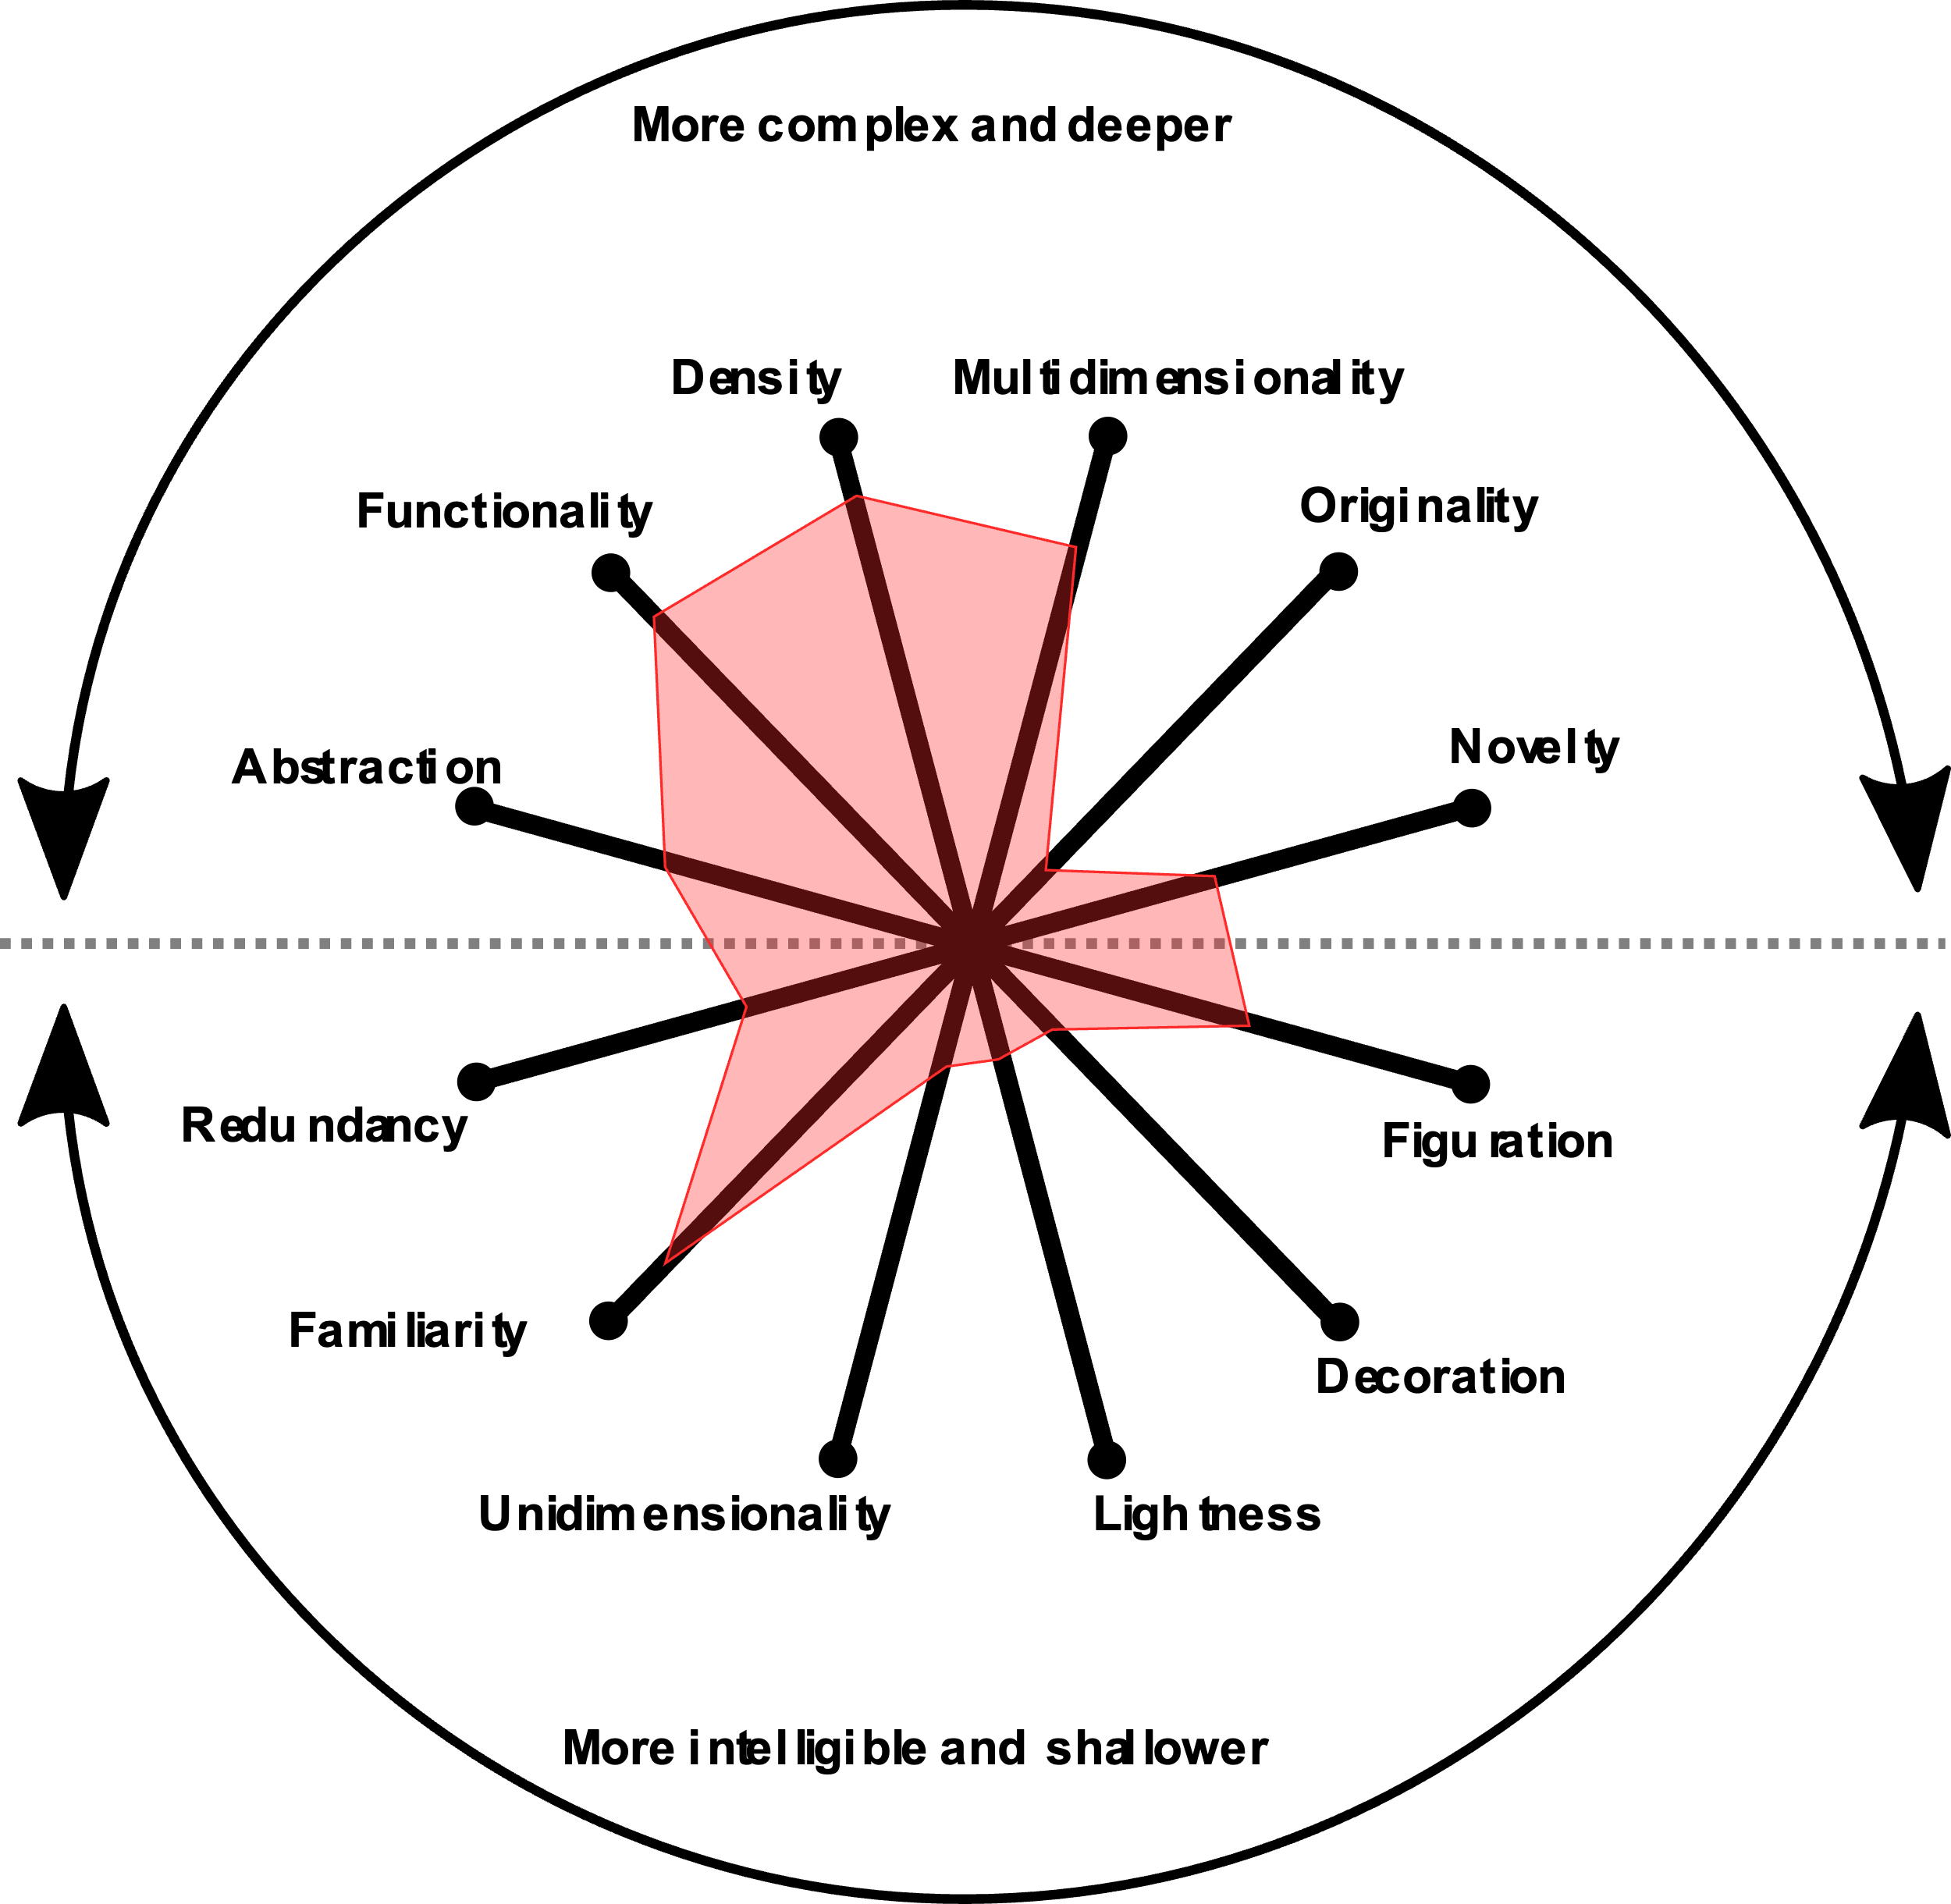 More complex and deeper
Density
Multidimensionality
Functionality
Originality
Abstraction
Novelty
Redundancy
Figuration
Familiarity
Decoration
Unidimensionality
Lightness
More intelligible and shallower